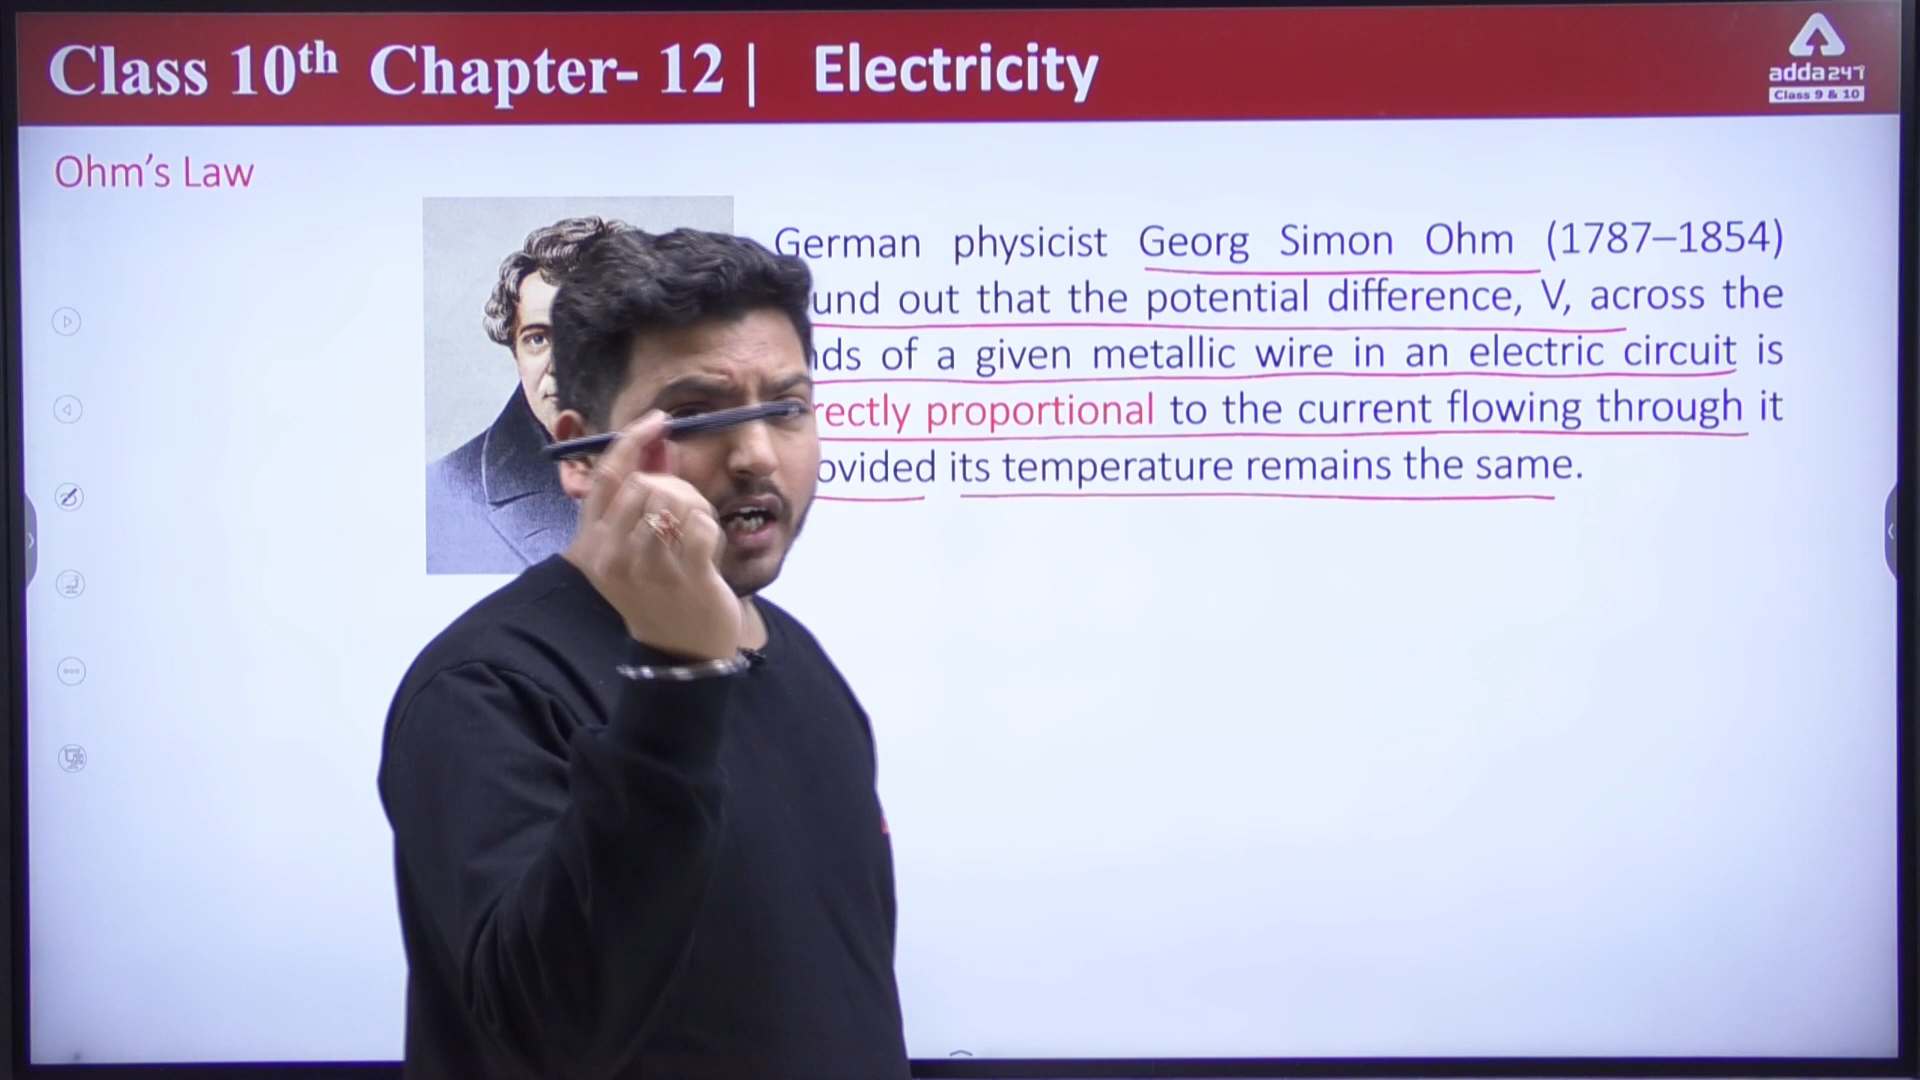 Class 10th Chapter- 12 | Electricity
adda247
Class 9 & 10
Ohm's Law
German physicist Georg Simon Ohm (1787–1854)
und out that the potential difference, V, across the
nds of a given metallic wire in an electric circuit is
rectly proportional to the current flowing through it
ovided its temperature remains the same.